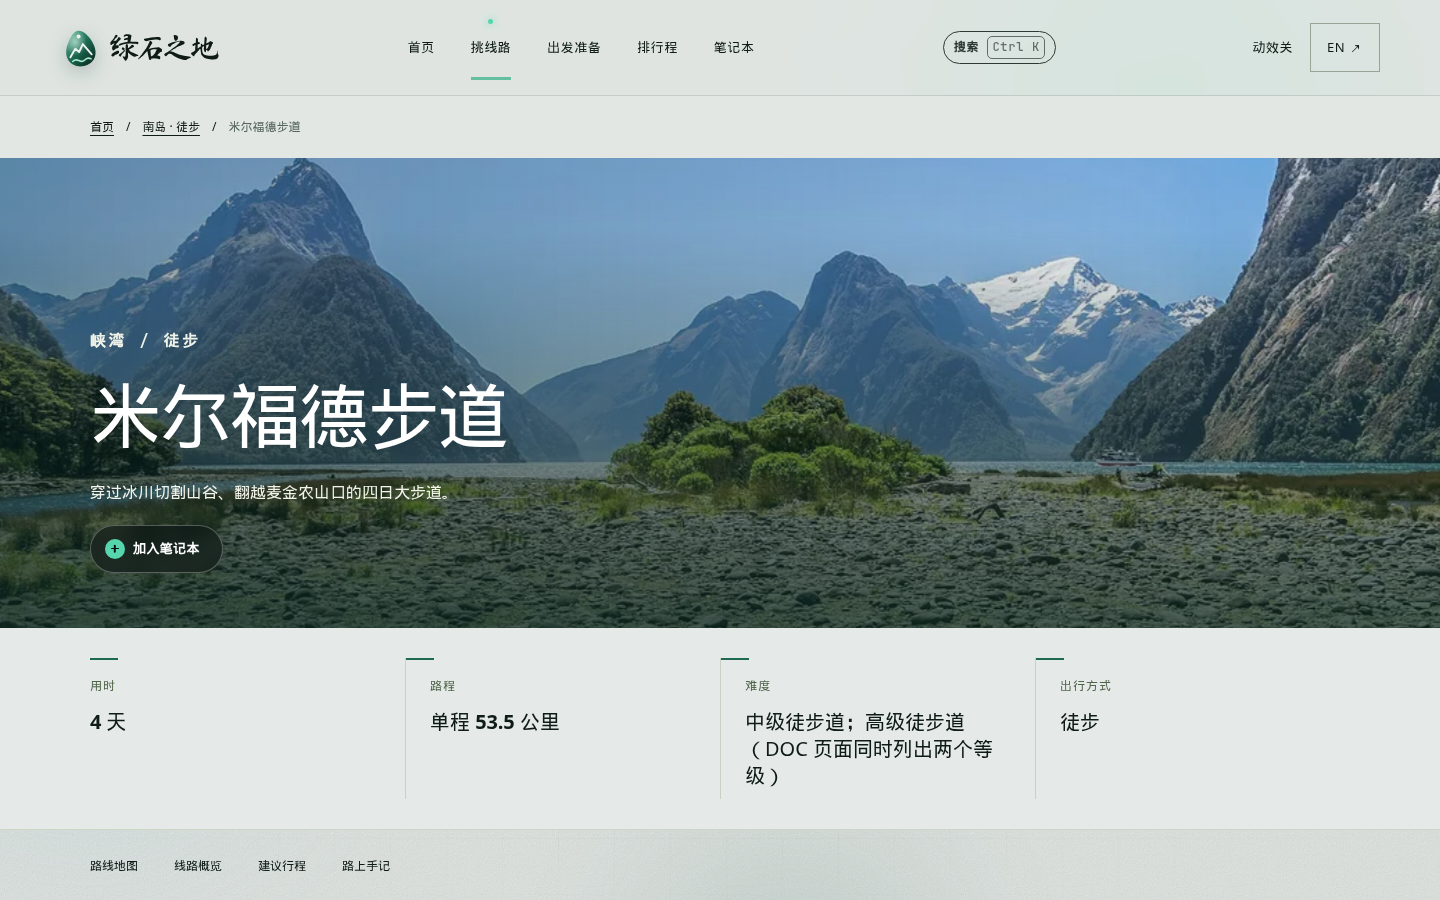 绿石之地
首页 挑线路 出发准备 排行程 笔记本
搜索 Ctrl K
动效关
EN ↗
首页 / 南岛 · 徒步 / 米尔福德步道
峡湾 / 徒步
米尔福德步道
穿过冰川切割山谷、翻越麦金农山口的四日大步道。
+ 加入笔记本
用时
4 天
路程
单程 53.5 公里
难度
中级徒步道；高级徒步道
（DOC 页面同时列出两个等
级）
出行方式
徒步
路线地图 线路概览 建议行程 路上手记